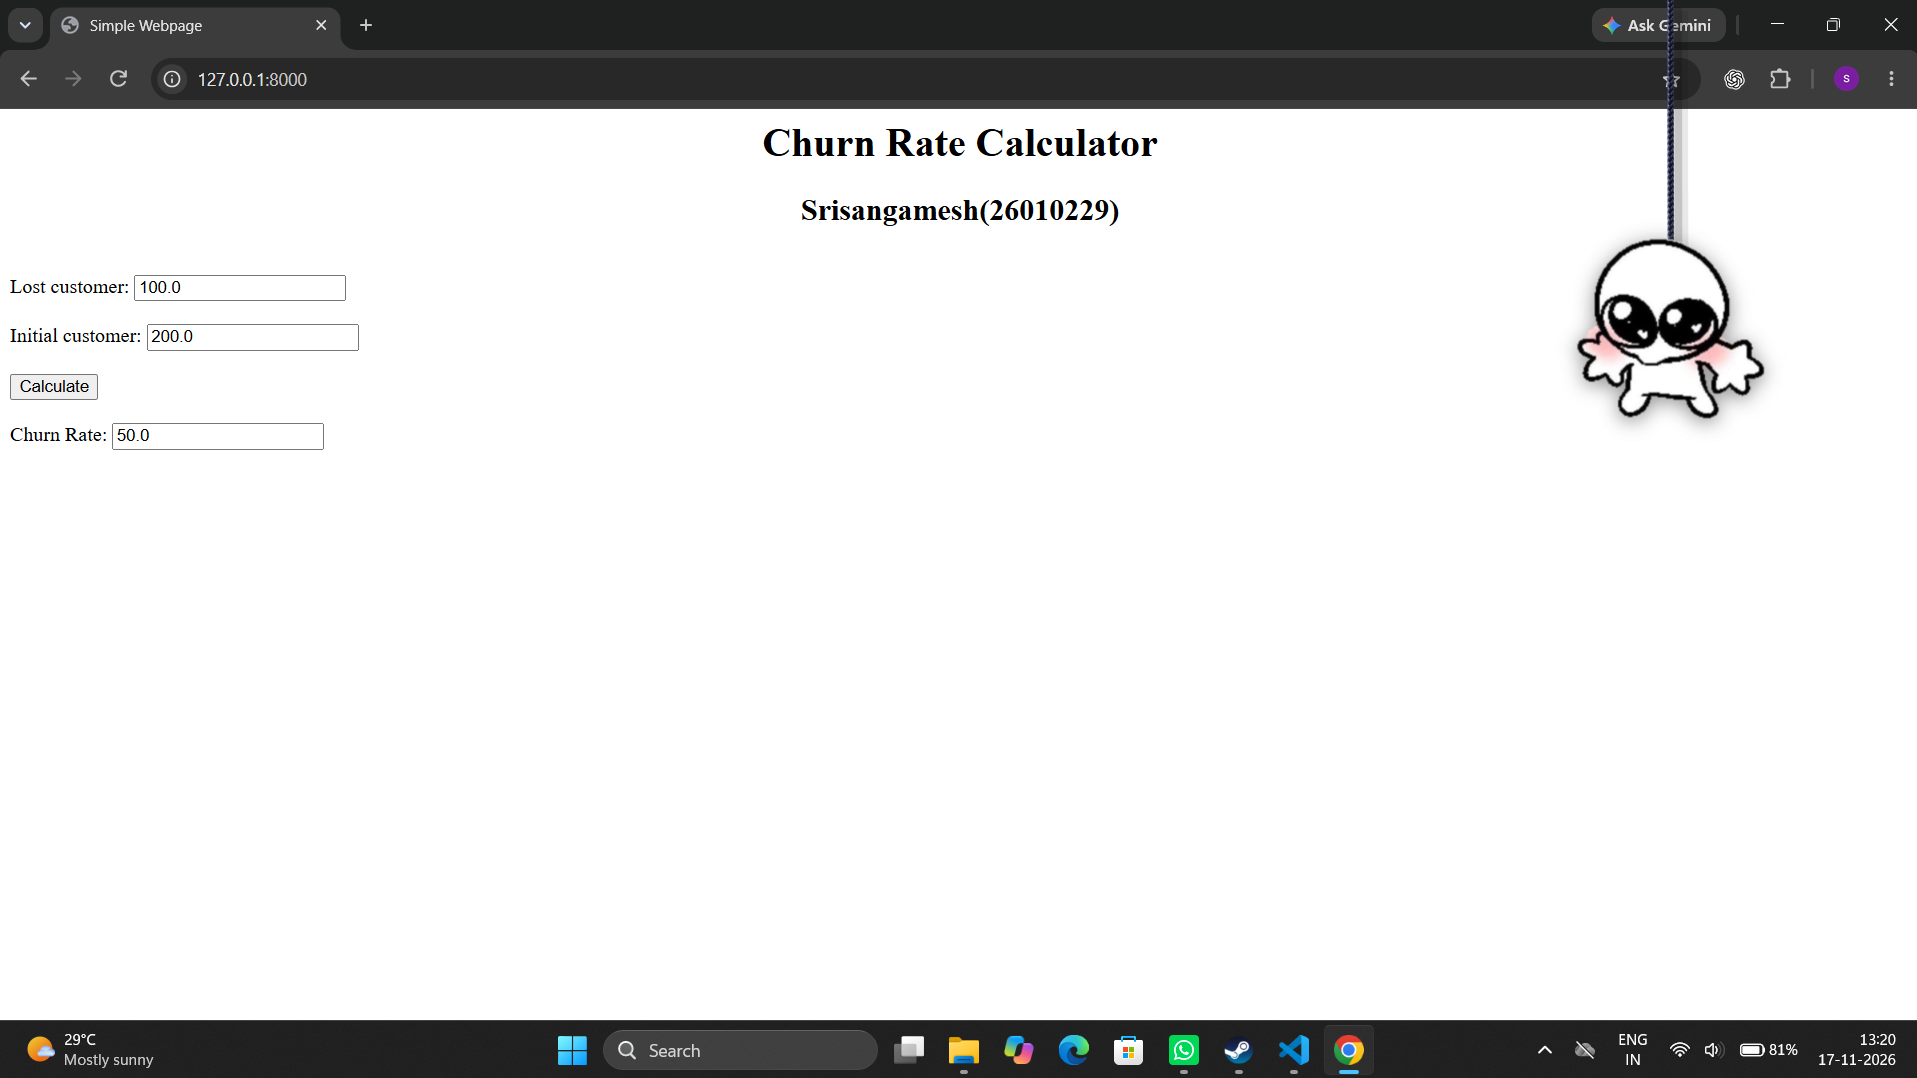 Simple Webpage
Ask Gemini
127.0.0.1:8000
S
Churn Rate Calculator
Srisangamesh(26010229)
Lost customer: 100.0
Initial customer: 200.0
Calculate
Churn Rate: 50.0
29°C
Mostly sunny
Search
ENG
IN
81%
13:20
17-11-2026